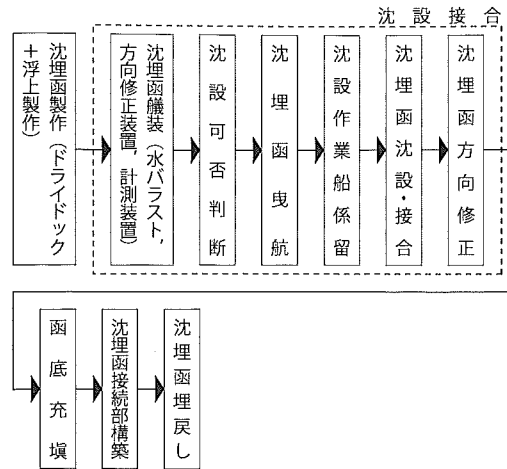 沈設接合
沈埋函製作（ドライドック
＋浮上製作）
沈埋函艤装（水バラスト，
方向修正装置，計測装置）
沈設可否判断
沈埋函曳航
沈設作業船係留
沈埋函沈設・接合
沈埋函方向修正
函底充塡
沈埋函接続部構築
沈埋函埋戻し